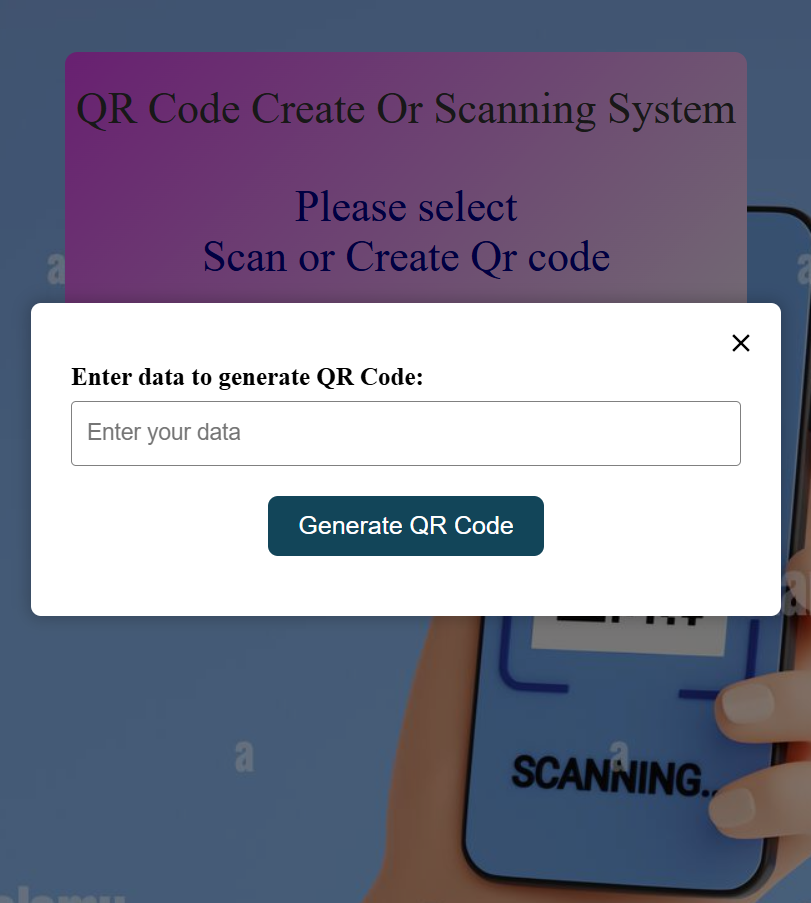 QR Code Create Or Scanning System
Please select
Scan or Create Qr code
a
a
×
Enter data to generate QR Code:
Enter your data
Generate QR Code
a
a
a
SCANNING..
alamy